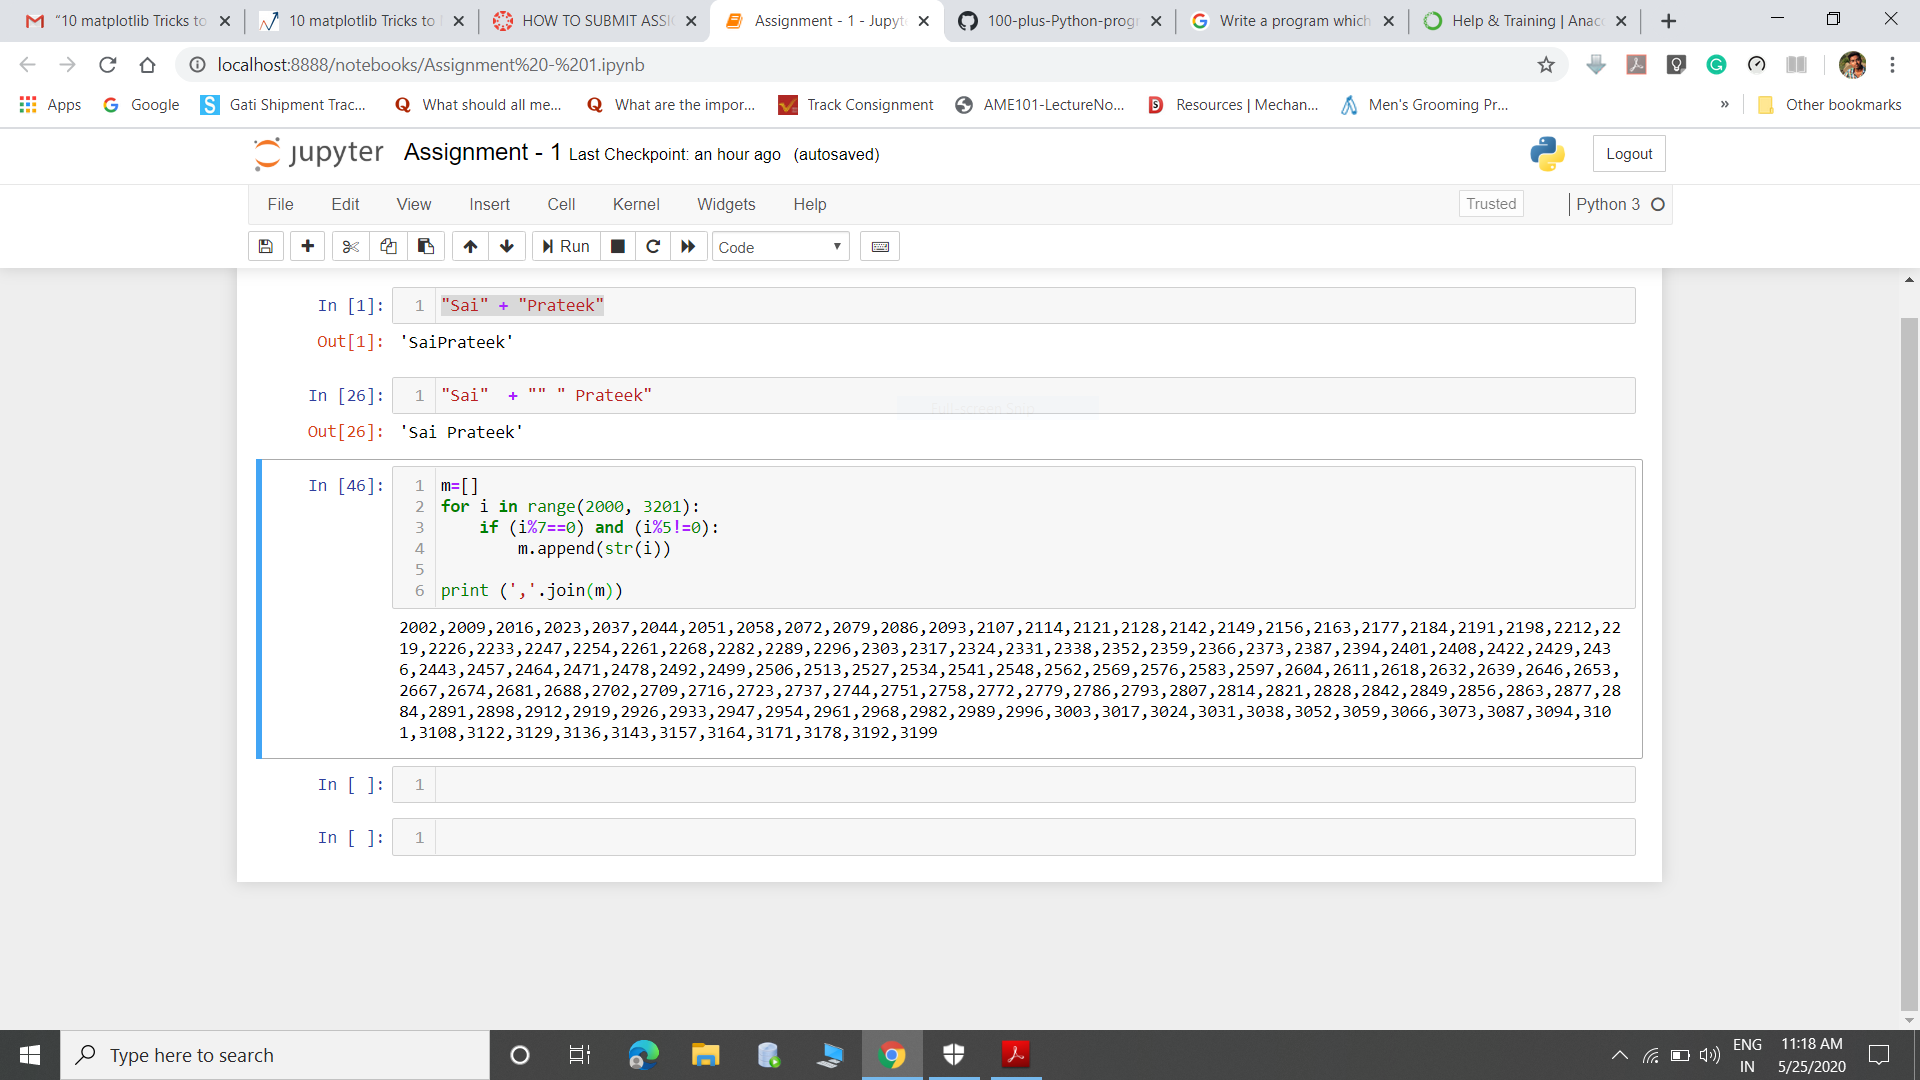 "10 matplotlib Tricks to
10 matplotlib Tricks to
HOW TO SUBMIT ASSI
Assignment - 1 - Jupyt
100-plus-Python-prog
Write a program which
Help & Training | Anac
localhost:8888/notebooks/Assignment%20-%201.ipynb
Apps
Google
Gati Shipment Trac...
What should all me...
What are the impor...
Track Consignment
AME101-LectureNo...
Resources | Mechan...
Men's Grooming Pr...
»
Other bookmarks
jupyter Assignment - 1 Last Checkpoint: an hour ago (autosaved)
Logout
File Edit View Insert Cell Kernel Widgets Help
Trusted
Python 3
Run
Code
In [1]: 1 "Sai" + "Prateek"
Out[1]: 'SaiPrateek'
In [26]: 1 "Sai"  + "" " Prateek"
Full-screen Snip
Out[26]: 'Sai Prateek'
In [46]: 1 m=[]
2 for i in range(2000, 3201):
3     if (i%7==0) and (i%5!=0):
4         m.append(str(i))
5
6 print (','.join(m))
2002,2009,2016,2023,2037,2044,2051,2058,2072,2079,2086,2093,2107,2114,2121,2128,2142,2149,2156,2163,2177,2184,2191,2198,2212,22
19,2226,2233,2247,2254,2261,2268,2282,2289,2296,2303,2317,2324,2331,2338,2352,2359,2366,2373,2387,2394,2401,2408,2422,2429,243
6,2443,2457,2464,2471,2478,2492,2499,2506,2513,2527,2534,2541,2548,2562,2569,2576,2583,2597,2604,2611,2618,2632,2639,2646,2653,
2667,2674,2681,2688,2702,2709,2716,2723,2737,2744,2751,2758,2772,2779,2786,2793,2807,2814,2821,2828,2842,2849,2856,2863,2877,28
84,2891,2898,2912,2919,2926,2933,2947,2954,2961,2968,2982,2989,2996,3003,3017,3024,3031,3038,3052,3059,3066,3073,3087,3094,310
1,3108,3122,3129,3136,3143,3157,3164,3171,3178,3192,3199
In [ ]: 1
In [ ]: 1
Type here to search
ENG
IN
11:18 AM
5/25/2020